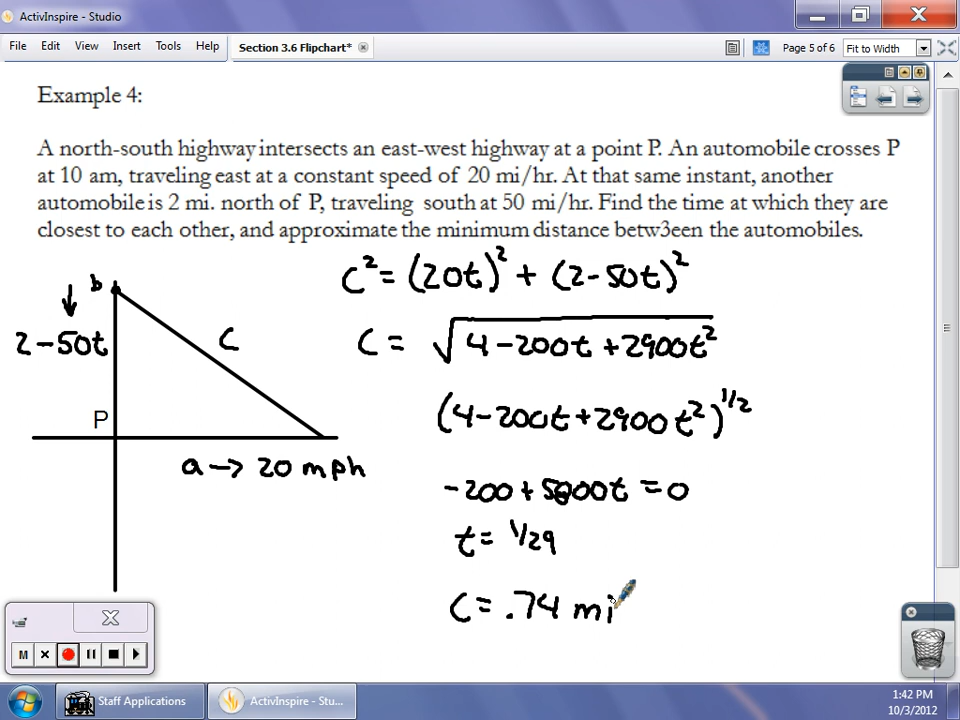 ActivInspire - Studio
File Edit View Insert Tools Help Section 3.6 Flipchart* Page 5 of 6 Fit to Width
Example 4:
A north-south highway intersects an east-west highway at a point P. An automobile crosses P
at 10 am, traveling east at a constant speed of 20 mi/hr. At that same instant, another
automobile is 2 mi. north of P, traveling south at 50 mi/hr. Find the time at which they are
closest to each other, and approximate the minimum distance betw3een the automobiles.
b
2-50t
C
P
a -> 20 mph
C² = (20t)² + (2-50t)²
C = √4-200t+2900t²
(4-200t+2900t²)^1/2
-200+5800t=0
t= 1/29
C= .74 mi
M
Staff Applications
ActivInspire - Stu...
1:42 PM
10/3/2012